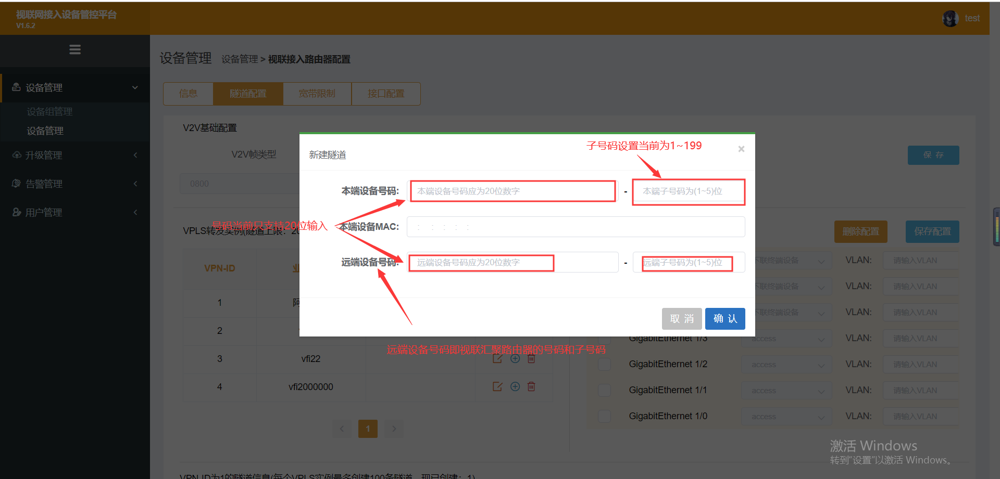 视联网接入设备管控平台
V1.6.2
test
设备管理
设备组管理
设备管理
升级管理
告警管理
用户管理
设备管理 设备管理 > 视联接入路由器配置
信息 隧道配置 宽带限制 接口配置
V2V基础配置
V2V帧类型
保 存
0800
子号码设置当前为1~199
新建隧道 ×
本端设备号码: 本端设备号码应为20位数字 - 本端子号码为(1~5)位
号码当前只支持20位输入
本端设备MAC: : : : : :
远端设备号码: 远端设备号码应为20位数字 - 远端子号码为(1~5)位
取 消 确 认
远端设备号码即视联汇聚路由器的号码和子号码
VPLS转发实例(隧道上限: 20
删除配置 保存配置
VPN-ID 业
1 阿
2
3 vfi22
4 vfi2000000
1
下联终端设备 VLAN: 请输入VLAN
下联终端设备 VLAN: 请输入VLAN
下联终端设备 VLAN: 请输入VLAN
GigabitEthernet 1/3 access VLAN: 请输入VLAN
GigabitEthernet 1/2 access VLAN: 请输入VLAN
GigabitEthernet 1/1 access VLAN: 请输入VLAN
GigabitEthernet 1/0 access VLAN: 请输入VLAN
激活 Windows
转到"设置"以激活 Windows。
VPN ID为1的隧道信息(每个VPLS实例最多创建100条隧道，现已创建：1)